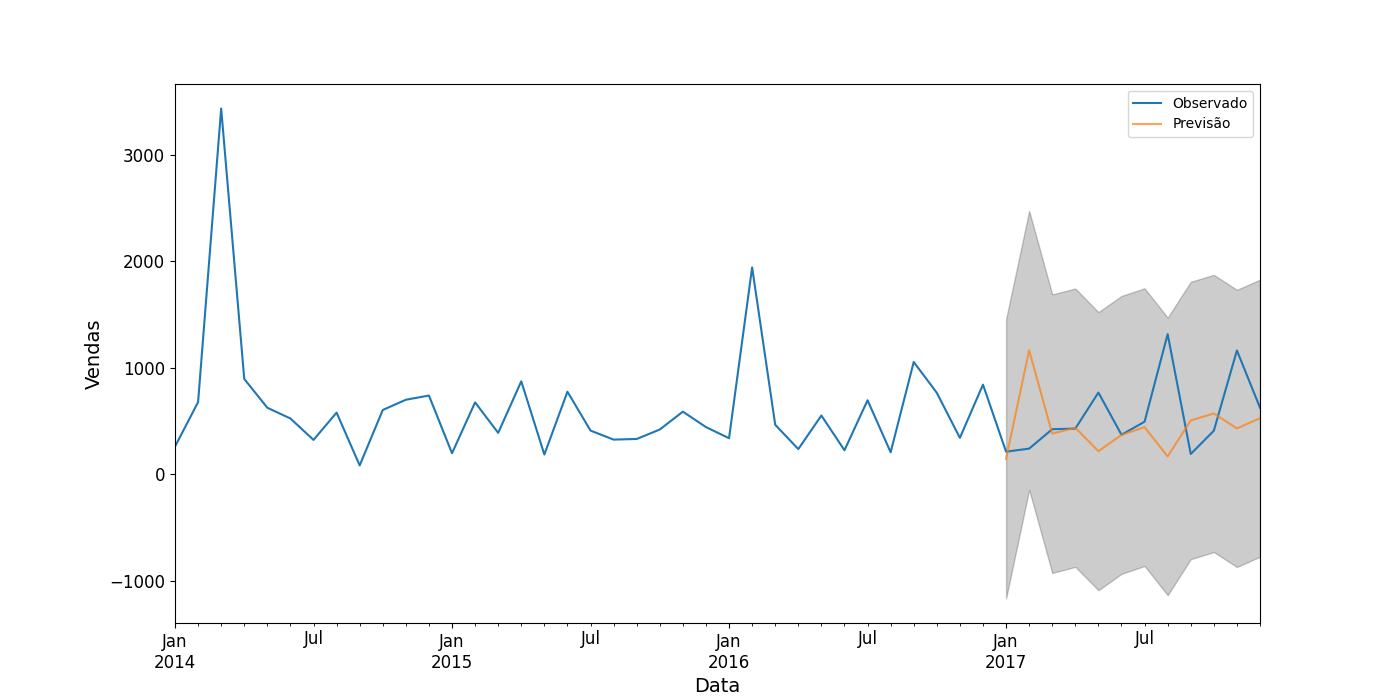 Observado
Previsão
3000
2000
1000
0
−1000
Vendas
Jan Jul Jan Jul Jan Jul Jan Jul
2014 2015 2016 2017
Data